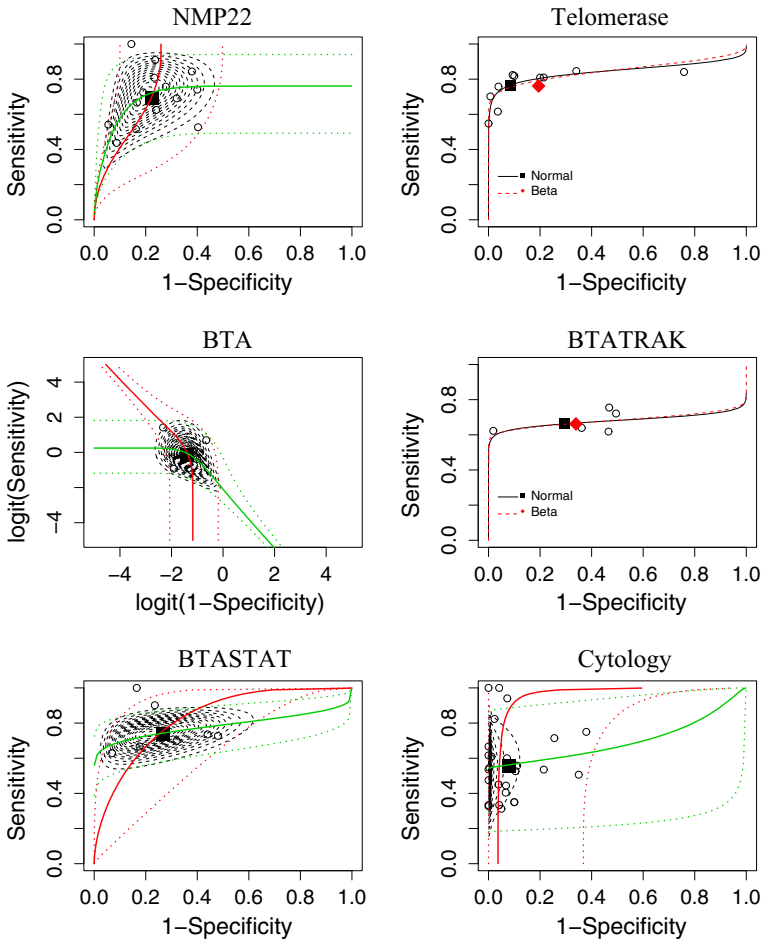 NMP22
Sensitivity
0.0 0.4 0.8
0.0 0.2 0.4 0.6 0.8 1.0
1−Specificity
Telomerase
Sensitivity
0.0 0.4 0.8
Normal
Beta
0.0 0.2 0.4 0.6 0.8 1.0
1−Specificity
BTA
logit(Sensitivity)
−4 0 2 4
−4 −2 0 2 4
logit(1−Specificity)
BTATRAK
Sensitivity
0.0 0.4 0.8
Normal
Beta
0.0 0.2 0.4 0.6 0.8 1.0
1−Specificity
BTASTAT
Sensitivity
0.0 0.4 0.8
0.0 0.2 0.4 0.6 0.8 1.0
1−Specificity
Cytology
Sensitivity
0.0 0.4 0.8
0.0 0.2 0.4 0.6 0.8 1.0
1−Specificity